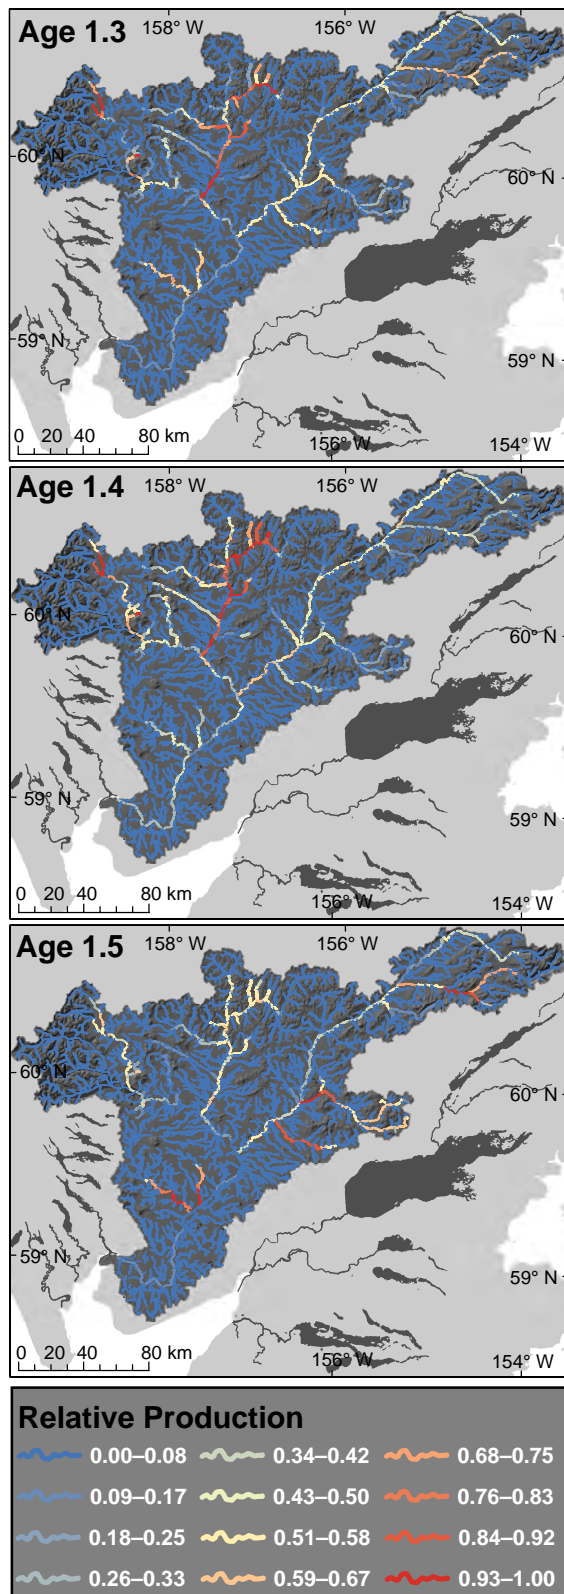 Age 1.3
158° W
156° W
60° N
60° N
59° N
59° N
0 20 40 80 km
156° W
154° W
Age 1.4
158° W
156° W
60° N
60° N
59° N
59° N
0 20 40 80 km
156° W
154° W
Age 1.5
158° W
156° W
60° N
60° N
59° N
59° N
0 20 40 80 km
156° W
154° W
Relative Production
0.00–0.08 0.34–0.42 0.68–0.75
0.09–0.17 0.43–0.50 0.76–0.83
0.18–0.25 0.51–0.58 0.84–0.92
0.26–0.33 0.59–0.67 0.93–1.00